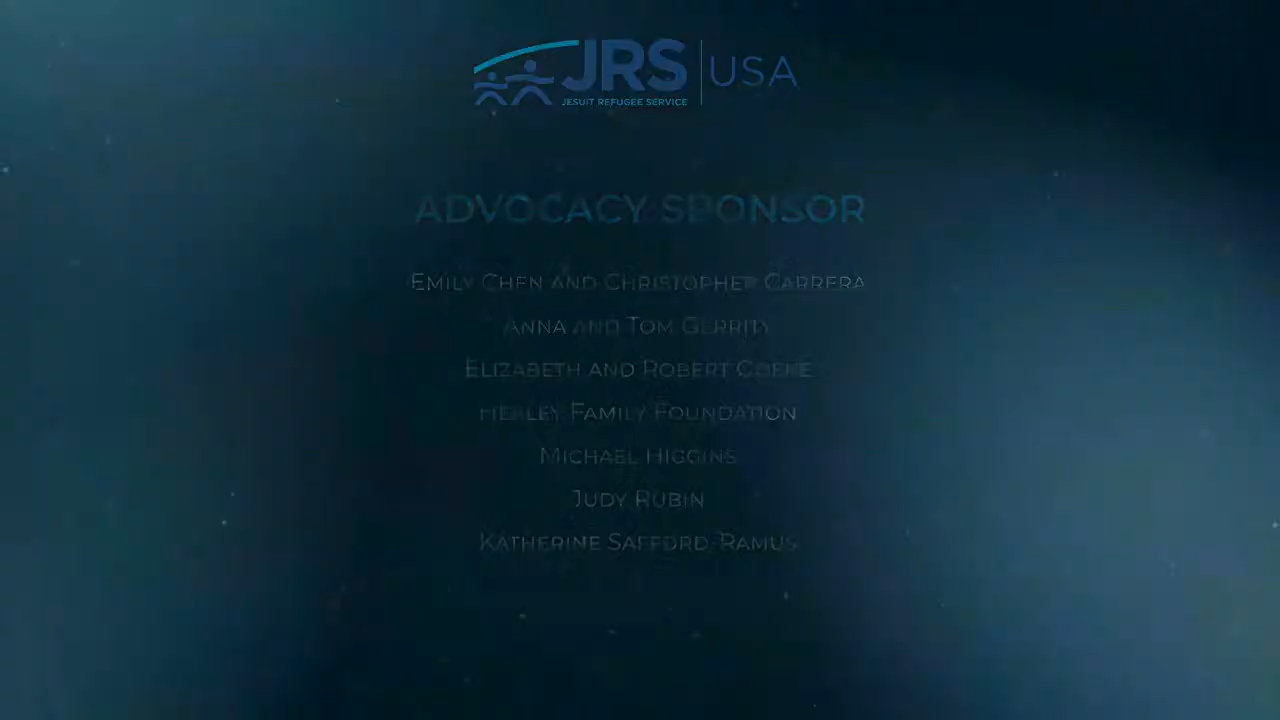 JRS USA
JESUIT REFUGEE SERVICE
ADVOCACY SPONSOR
EMILY CHEN AND CHRISTOPHER CARRERA
ANNA AND TOM GERRITY
ELIZABETH AND ROBERT
HEALEY FAMILY FOUNDATION
MICHAEL HIGGINS
JUDY RUBIN
KATHERINE SAFFORD-RAMUS